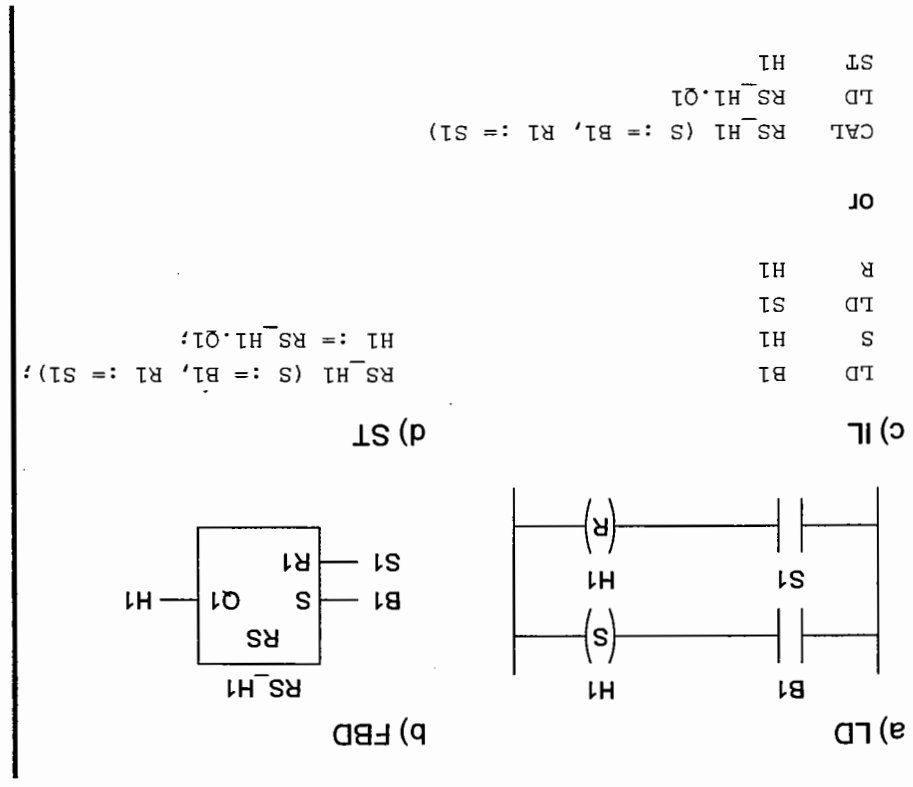 a) LD
B1 H1
(S)
S1 H1
(R)
b) FBD
RS_H1
RS
B1 S Q1 H1
S1 R1
c) IL
LD B1
S H1
LD S1
R H1
or
CAL RS_H1 (S := B1, R1 := S1)
LD RS_H1.Q1
ST H1
d) ST
RS_H1 (S := B1, R1 := S1);
H1 := RS_H1.Q1;